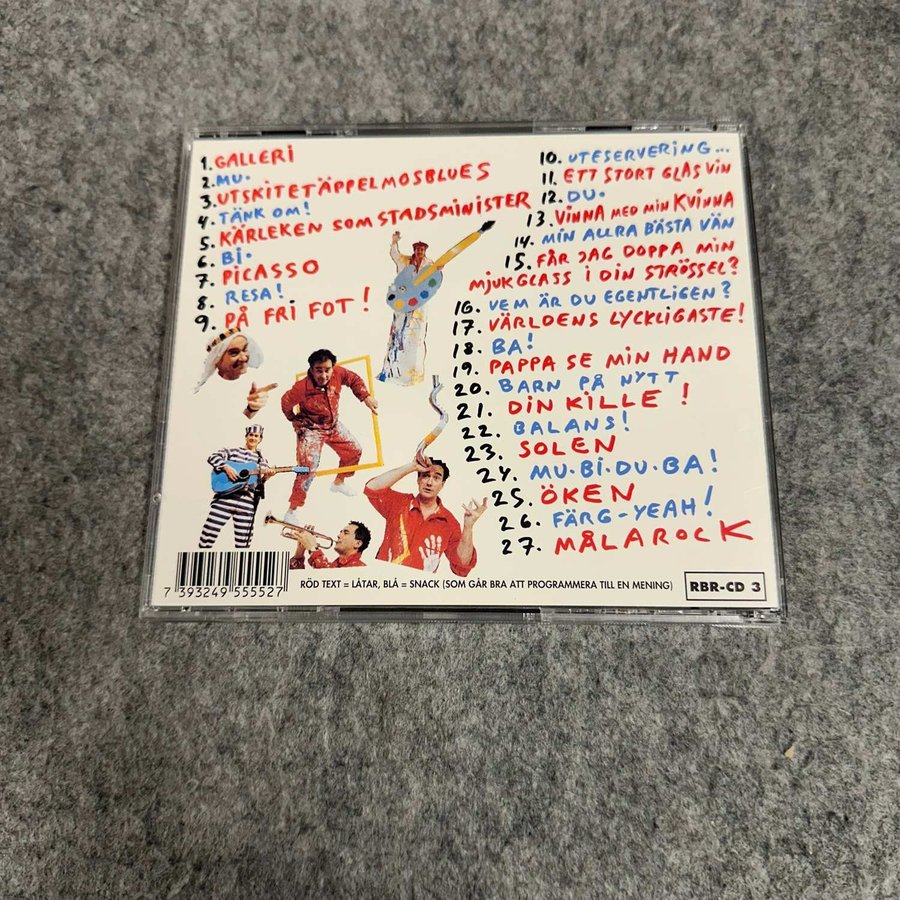 1. GALLERI
2. MU.
3. UTSKITETÄPPELMOSBLUES
4. TÄNK OM!
5. KÄRLEKEN SOM STADSMINISTER
6. BI.
7. PICASSO
8. RESA!
9. PÅ FRI FOT!
10. UTESERVERING...
11. ETT STORT GLAS VIN
12. DU.
13. VINNA MED MIN KVINNA
14. MIN ALLRA BÄSTA VÄN
15. FÅR JAG DOPPA MIN
MJUKGLASS I DIN STRÖSSEL?
16. VEM ÄR DU EGENTLIGEN?
17. VÄRLDENS LYCKLIGASTE!
18. BA!
19. PAPPA SE MIN HAND
20. BARN PÅ NYTT
21. DIN KILLE!
22. BALANS!
23. SOLEN
24. MU·BI·DU·BA!
25. ÖKEN
26. FÄRG-YEAH!
27. MÅLAROCK
7 393249 555527
RÖD TEXT = LÅTAR, BLÅ = SNACK (SOM GÅR BRA ATT PROGRAMMERA TILL EN MENING)
RBR-CD 3